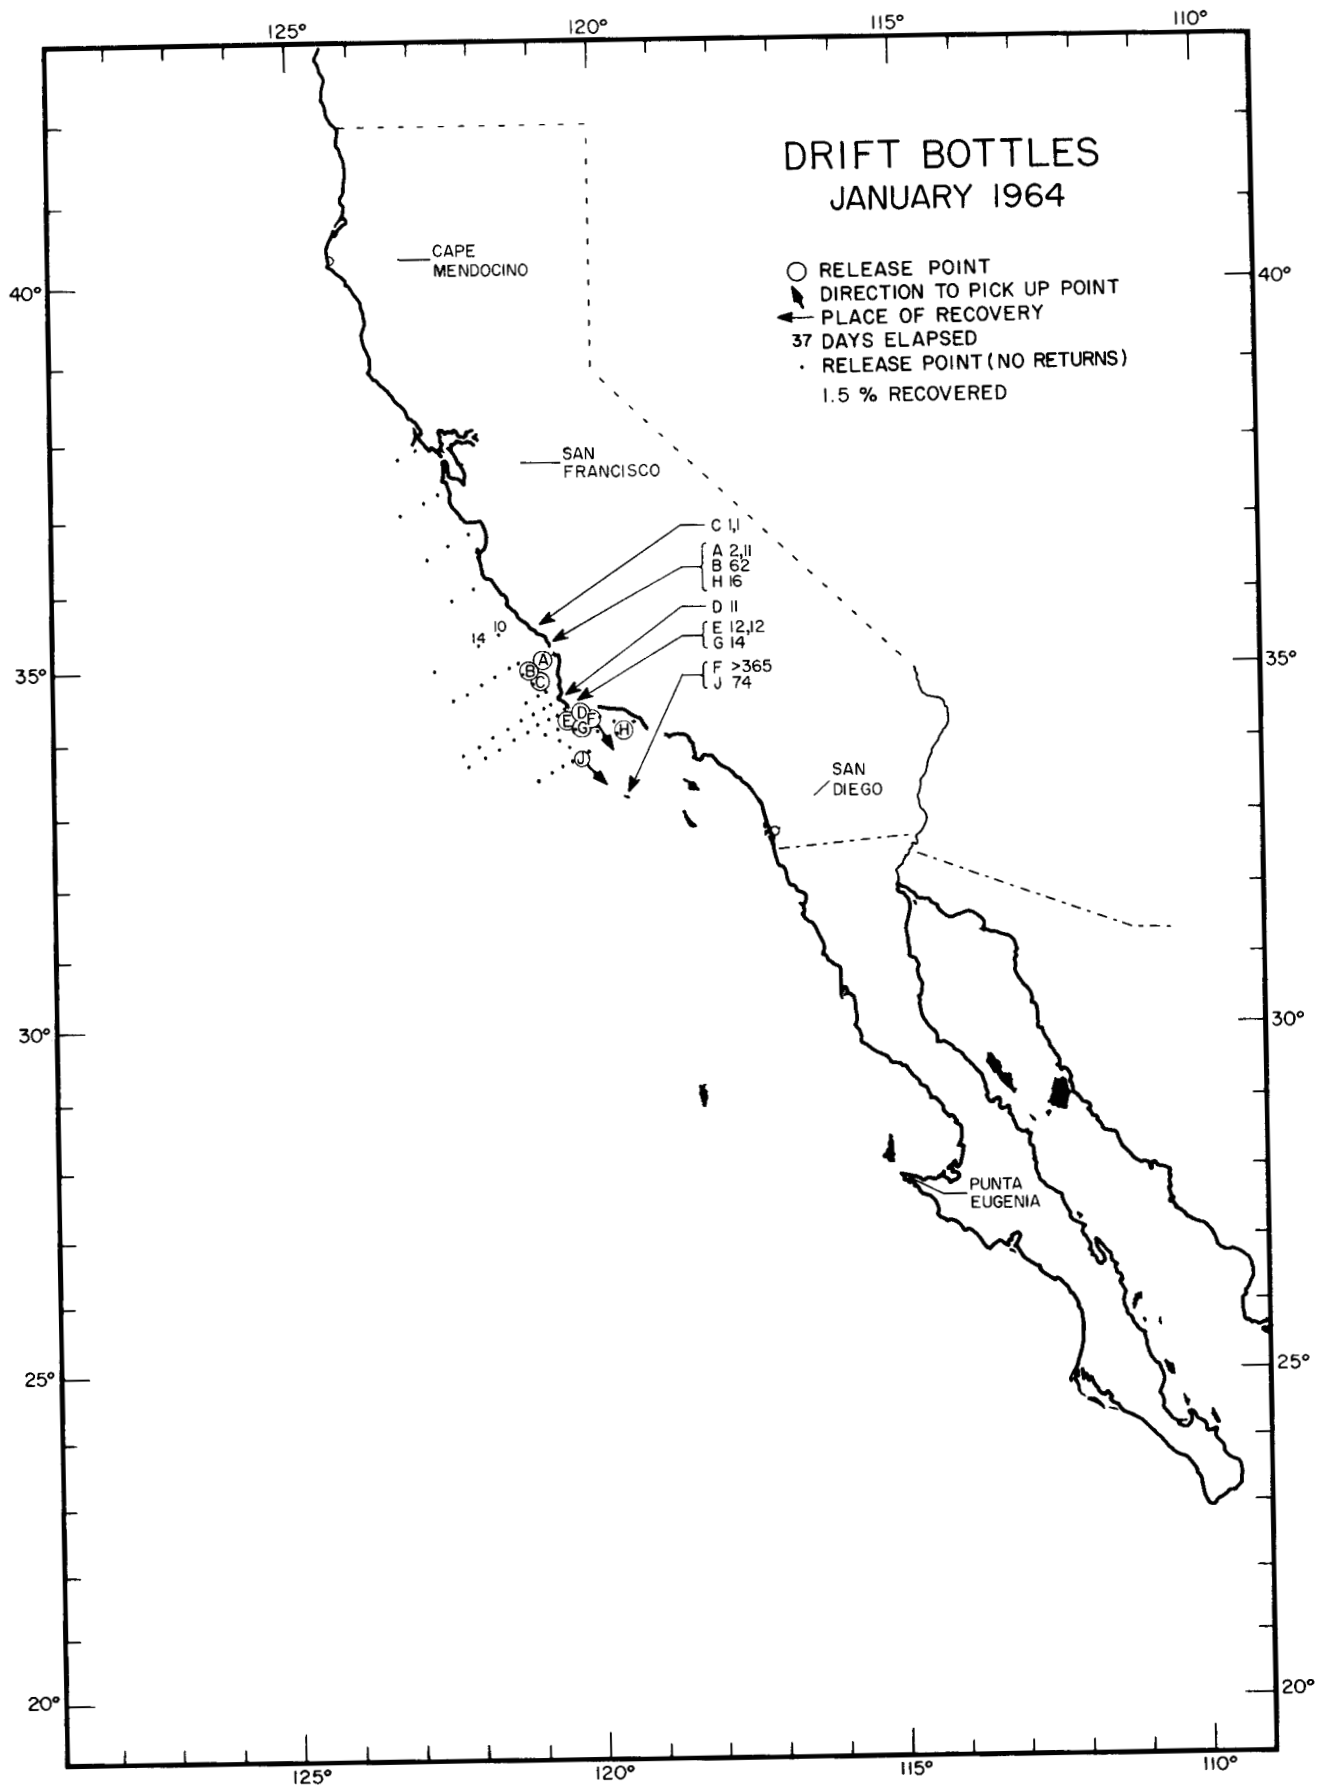 125°
120°
115°
110°
DRIFT BOTTLES
JANUARY 1964
RELEASE POINT
DIRECTION TO PICK UP POINT
PLACE OF RECOVERY
37 DAYS ELAPSED
RELEASE POINT (NO RETURNS)
1.5 % RECOVERED
CAPE
MENDOCINO
40°
40°
SAN
FRANCISCO
C 1,1
A 2,11
B 62
H 16
D 11
E 12,12
G 14
F >365
J 74
10
14
35°
35°
A
B
C
D
E
F
G
H
J
SAN
DIEGO
30°
30°
PUNTA
EUGENIA
25°
25°
20°
20°
125°
120°
115°
110°